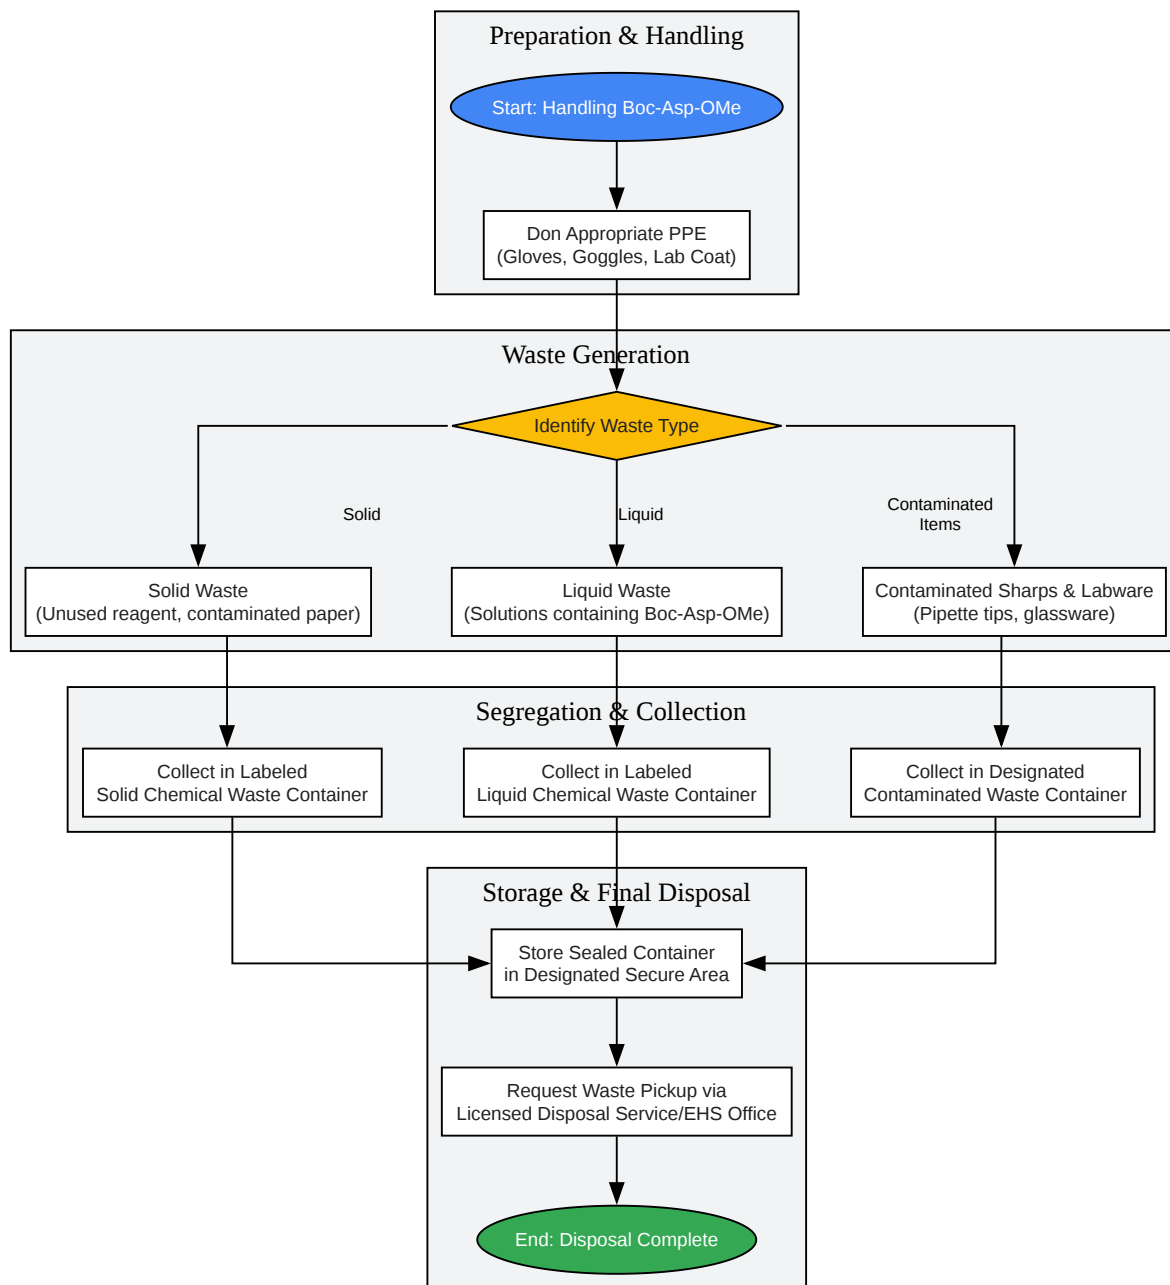 Preparation & Handling
Start: Handling Boc-Asp-OMe
Don Appropriate PPE
(Gloves, Goggles, Lab Coat)
Waste Generation
Identify Waste Type
Solid
Liquid
Contaminated
Items
Solid Waste
(Unused reagent, contaminated paper)
Liquid Waste
(Solutions containing Boc-Asp-OMe)
Contaminated Sharps & Labware
(Pipette tips, glassware)
Segregation & Collection
Collect in Labeled
Solid Chemical Waste Container
Collect in Labeled
Liquid Chemical Waste Container
Collect in Designated
Contaminated Waste Container
Storage & Final Disposal
Store Sealed Container
in Designated Secure Area
Request Waste Pickup via
Licensed Disposal Service/EHS Office
End: Disposal Complete